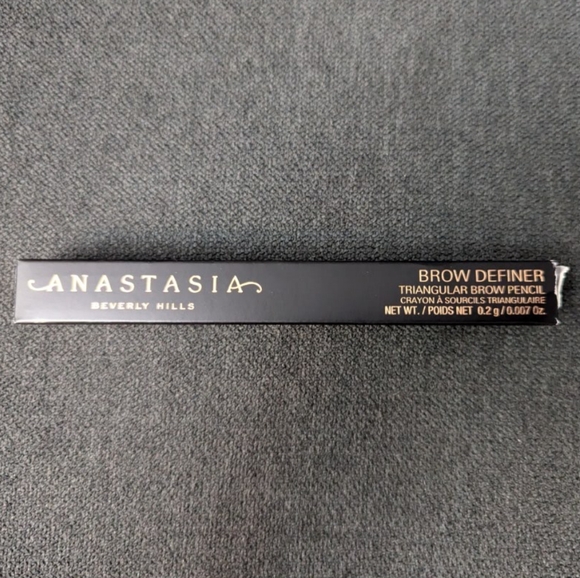 ANASTASIA
BEVERLY HILLS
BROW DEFINER
TRIANGULAR BROW PENCIL
CRAYON À SOURCILS TRIANGULAIRE
NET WT. / POIDS NET 0.2 g / 0.007 Oz.